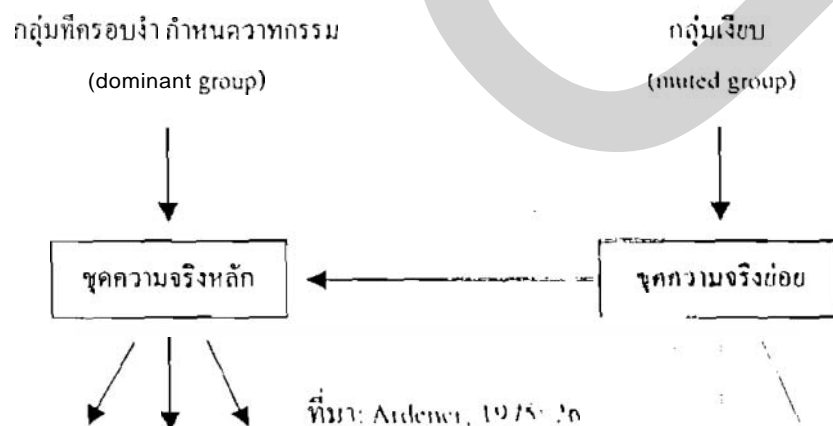 กลุ่มที่ครอบงำ กำหนดวาทกรรม
(dominant group)
กลุ่มเงียบ
(muted group)
ชุดความจริงหลัก
ชุดความจริงย่อย
ที่มา: Ardener, 1975: